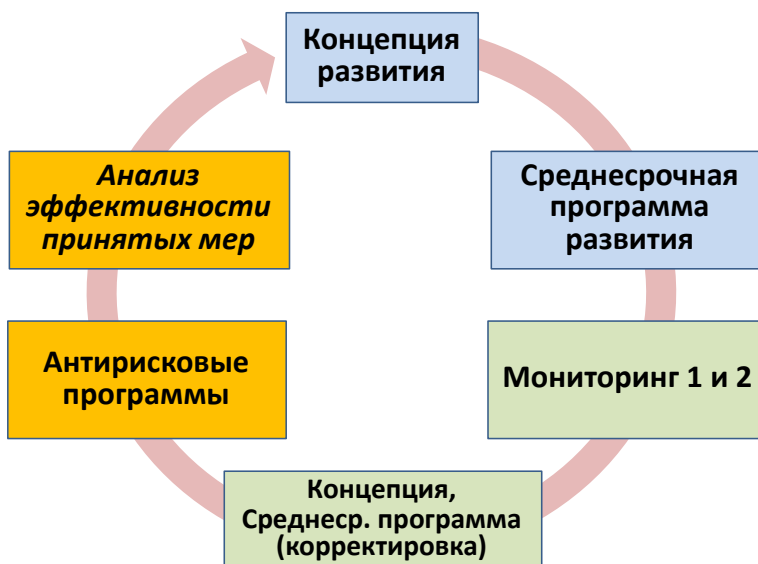 Концепция
развития
Среднесрочная
программа
развития
Мониторинг 1 и 2
Концепция,
Среднеср. программа
(корректировка)
Антирисковые
программы
Анализ
эффективности
принятых мер